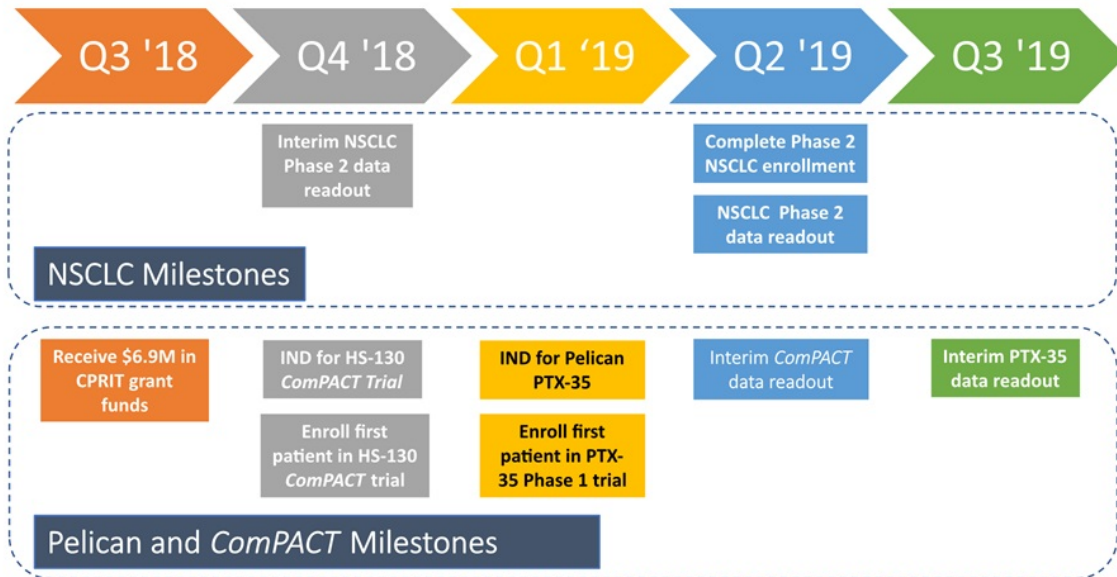 Q3 '18
Q4 '18
Q1 ‘19
Q2 '19
Q3 '19
Interim NSCLC
Phase 2 data
readout
Complete Phase 2
NSCLC enrollment
NSCLC Phase 2
data readout
NSCLC Milestones
Receive $6.9M in
CPRIT grant
funds
IND for HS-130
ComPACT Trial
Enroll first
patient in HS-130
ComPACT trial
IND for Pelican
PTX-35
Enroll first
patient in PTX-
35 Phase 1 trial
Interim ComPACT
data readout
Interim PTX-35
data readout
Pelican and ComPACT Milestones